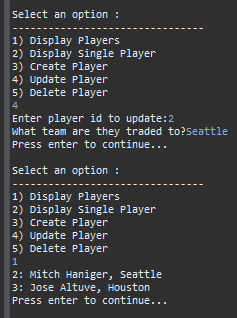 Select an option :
-------------------------------
1) Display Players
2) Display Single Player
3) Create Player
4) Update Player
5) Delete Player
4
Enter player id to update:2
What team are they traded to?Seattle
Press enter to continue...
Select an option :
-------------------------------
1) Display Players
2) Display Single Player
3) Create Player
4) Update Player
5) Delete Player
1
2: Mitch Haniger, Seattle
3: Jose Altuve, Houston
Press enter to continue...